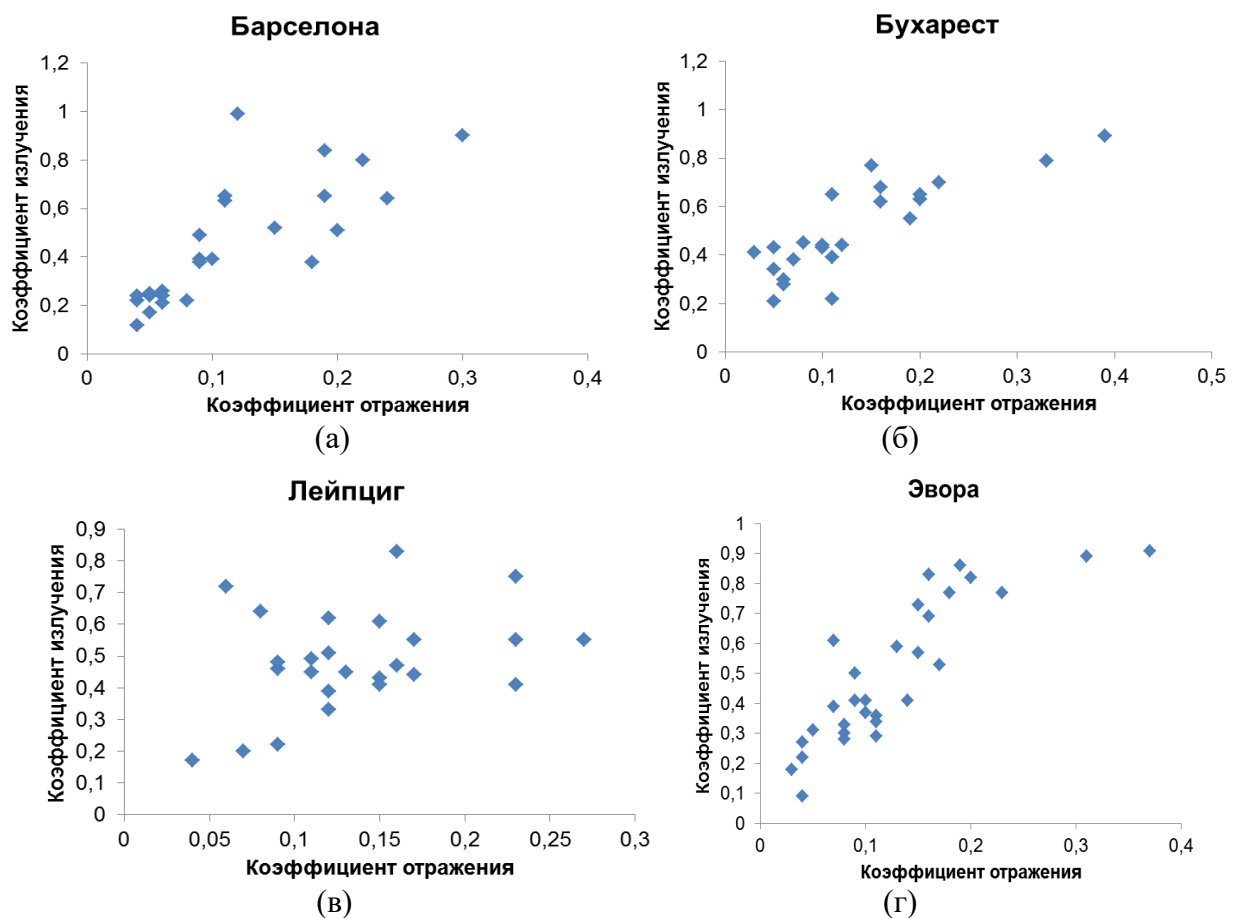 Барселона
Коэффициент излучения
1,2
1
0,8
0,6
0,4
0,2
0
0 0,1 0,2 0,3 0,4
Коэффициент отражения
(а)
Бухарест
Коэффициент излучения
1,2
1
0,8
0,6
0,4
0,2
0
0 0,1 0,2 0,3 0,4 0,5
Коэффициент отражения
(б)
Лейпциг
Коэффициент излучения
0,9
0,8
0,7
0,6
0,5
0,4
0,3
0,2
0,1
0
0 0,05 0,1 0,15 0,2 0,25 0,3
Коэффициент отражения
(в)
Эвора
Коэффициент излучения
1
0,9
0,8
0,7
0,6
0,5
0,4
0,3
0,2
0,1
0
0 0,1 0,2 0,3 0,4
Коэффициент отражения
(г)